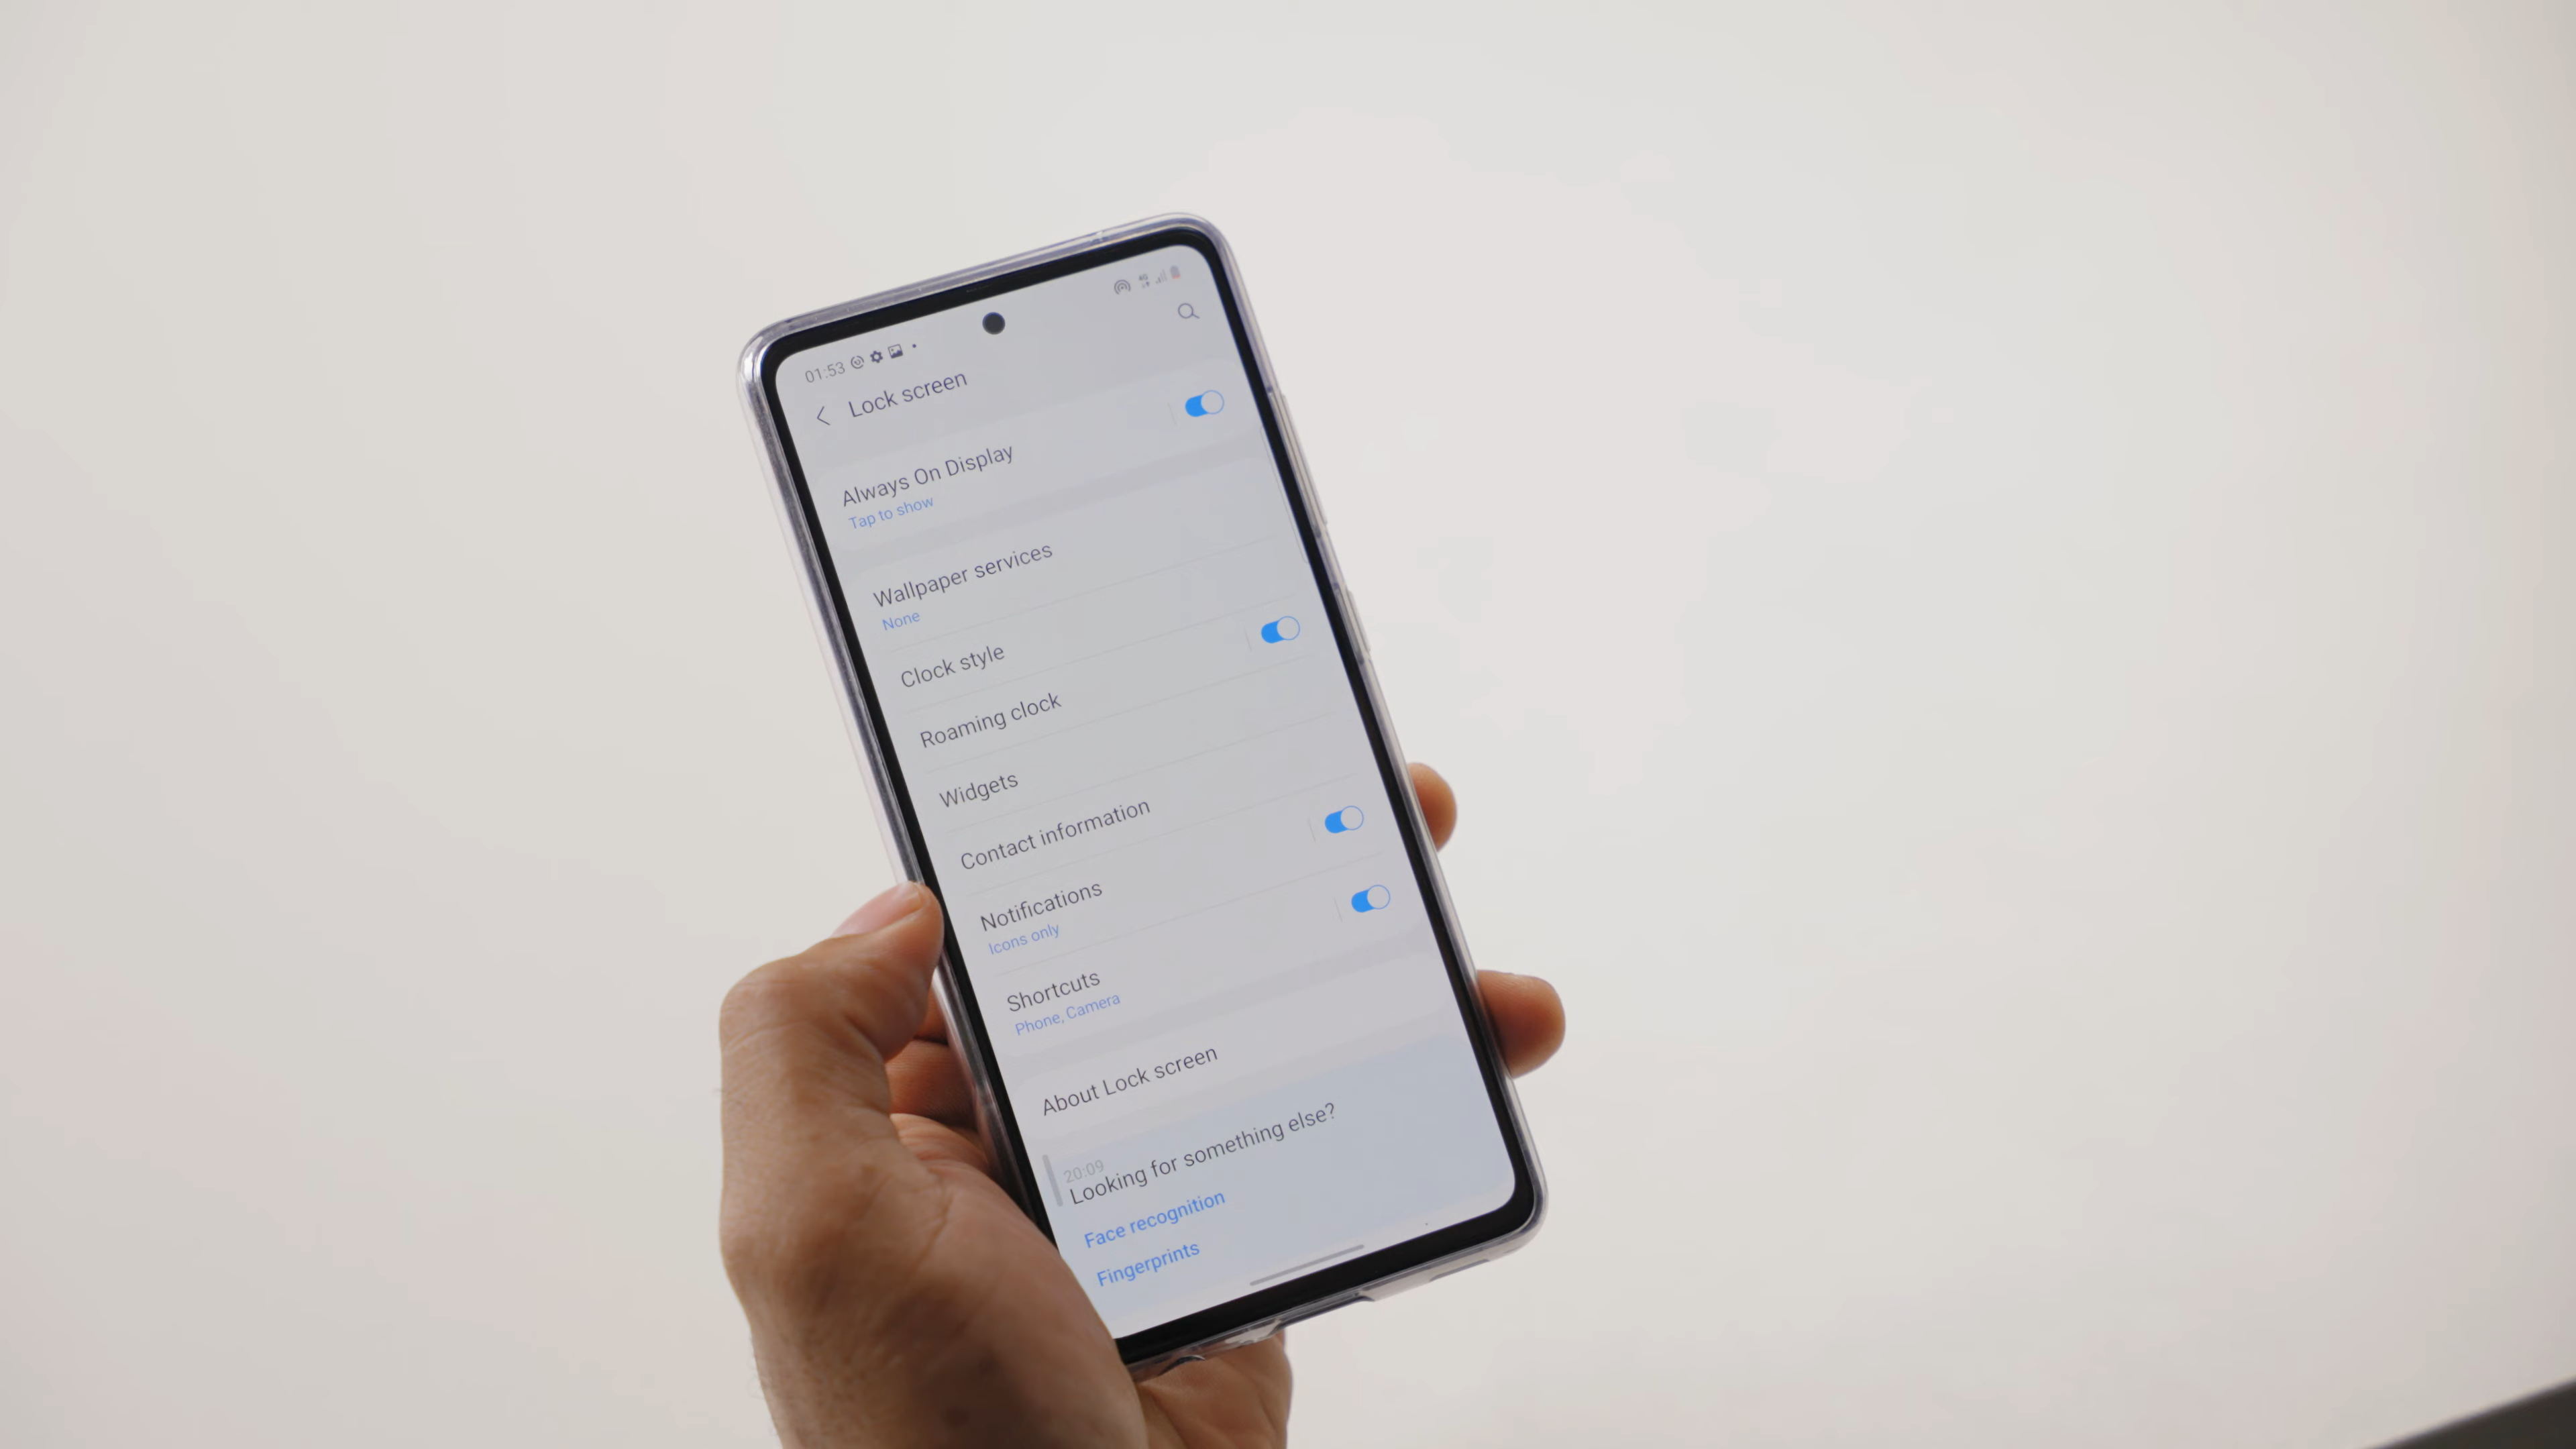 01:53
Lock screen
Always On Display
Tap to show
Wallpaper services
None
Clock style
Roaming clock
Widgets
Contact information
Notifications
Icons only
Shortcuts
Phone, Camera
About Lock screen
20:09
Looking for something else?
Face recognition
Fingerprints